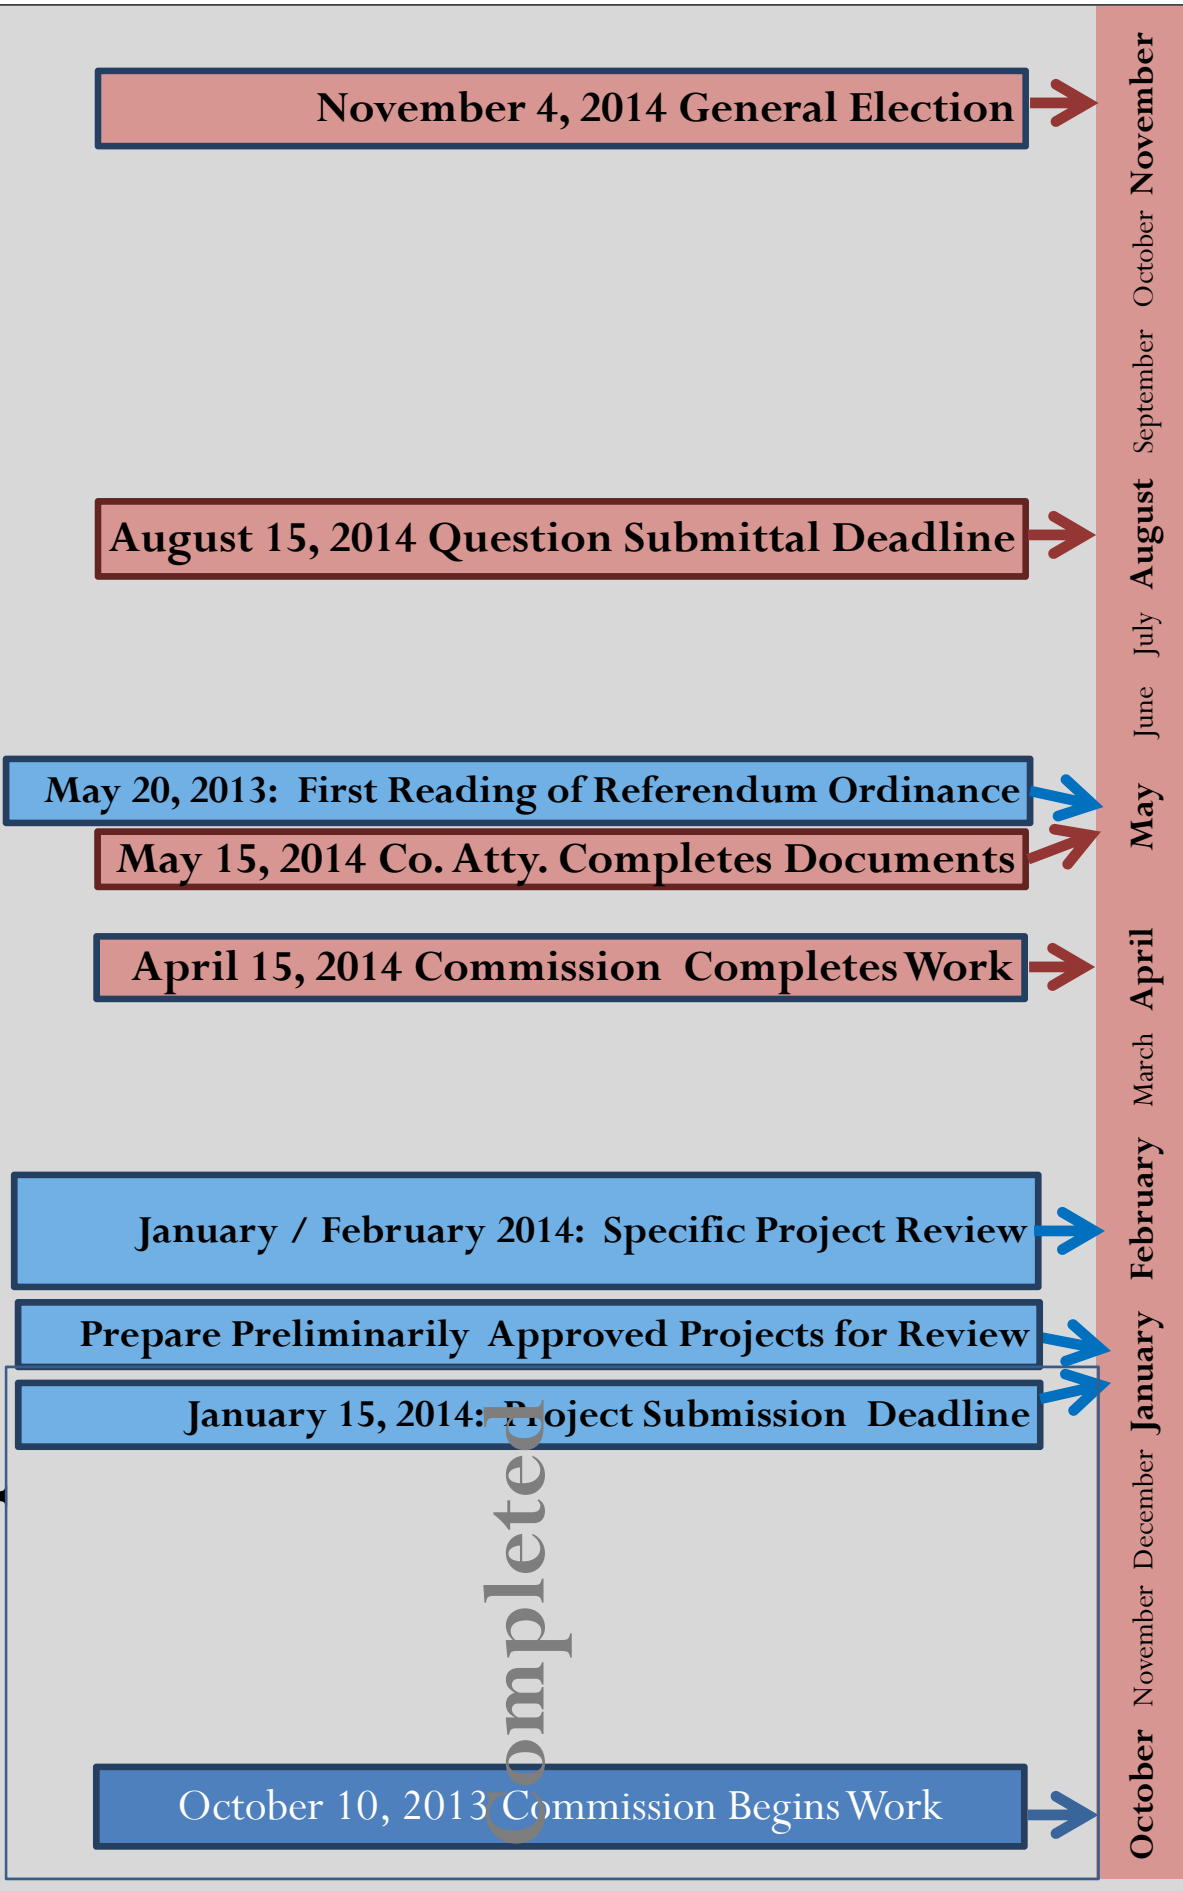 November 4, 2014 General Election
August 15, 2014 Question Submittal Deadline
May 20, 2013: First Reading of Referendum Ordinance
May 15, 2014 Co. Atty. Completes Documents
April 15, 2014 Commission Completes Work
January / February 2014: Specific Project Review
Prepare Preliminarily Approved Projects for Review
January 15, 2014: Project Submission Deadline
Completed
October 10, 2013 Commission Begins Work
October November December January February March April May June July August September October November